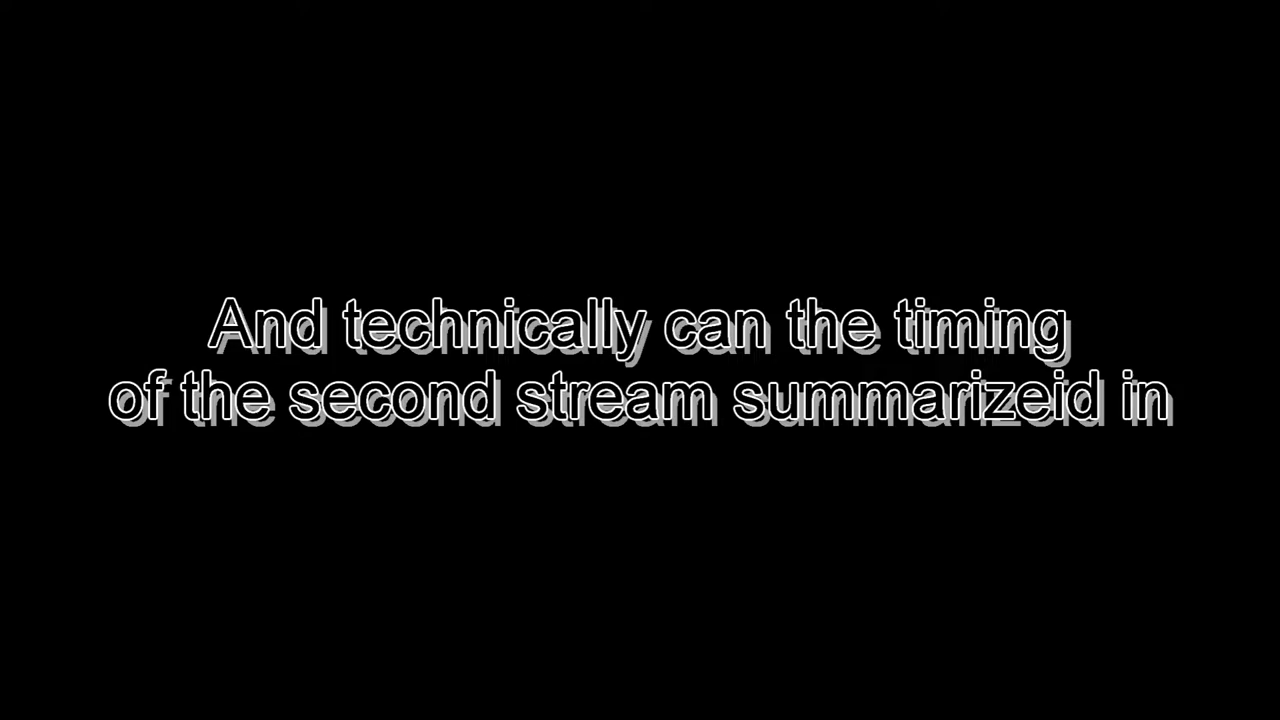 And technically can the timing
of the second stream summarizeid in